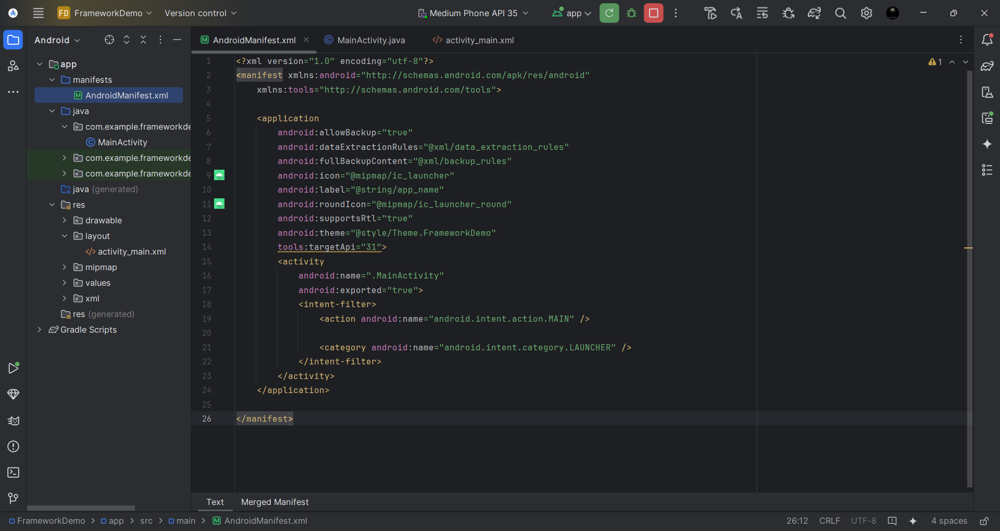 FD FrameworkDemo Version control Medium Phone API 35 app
Android
app
manifests
AndroidManifest.xml
java
com.example.frameworkde
MainActivity
com.example.frameworkde
com.example.frameworkde
java (generated)
res
drawable
layout
activity_main.xml
mipmap
values
xml
res (generated)
Gradle Scripts
AndroidManifest.xml MainActivity.java activity_main.xml
1 <?xml version="1.0" encoding="utf-8"?>
2 <manifest xmlns:android="http://schemas.android.com/apk/res/android"
3     xmlns:tools="http://schemas.android.com/tools">
4
5     <application
6         android:allowBackup="true"
7         android:dataExtractionRules="@xml/data_extraction_rules"
8         android:fullBackupContent="@xml/backup_rules"
9         android:icon="@mipmap/ic_launcher"
10         android:label="@string/app_name"
11         android:roundIcon="@mipmap/ic_launcher_round"
12         android:supportsRtl="true"
13         android:theme="@style/Theme.FrameworkDemo"
14         tools:targetApi="31">
15         <activity
16             android:name=".MainActivity"
17             android:exported="true">
18             <intent-filter>
19                 <action android:name="android.intent.action.MAIN" />
20
21                 <category android:name="android.intent.category.LAUNCHER" />
22             </intent-filter>
23         </activity>
24     </application>
25
26 </manifest>
1
Text Merged Manifest
FrameworkDemo > app > src > main > AndroidManifest.xml 26:12 CRLF UTF-8 4 spaces